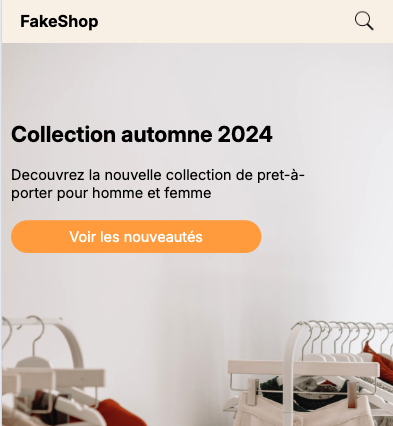 FakeShop
Collection automne 2024
Decouvrez la nouvelle collection de pret-à-
porter pour homme et femme
Voir les nouveautés